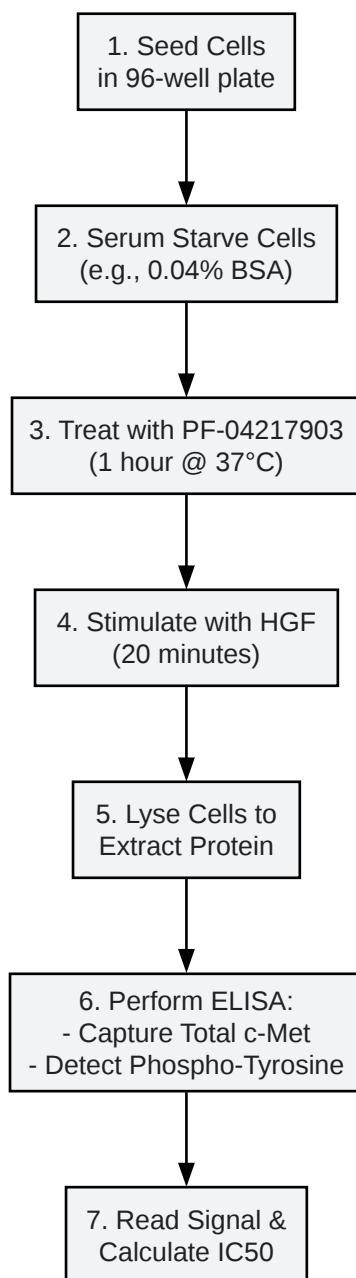 1. Seed Cells
in 96-well plate
2. Serum Starve Cells
(e.g., 0.04% BSA)
3. Treat with PF-04217903
(1 hour @ 37°C)
4. Stimulate with HGF
(20 minutes)
5. Lyse Cells to
Extract Protein
6. Perform ELISA:
- Capture Total c-Met
- Detect Phospho-Tyrosine
7. Read Signal &
Calculate IC50